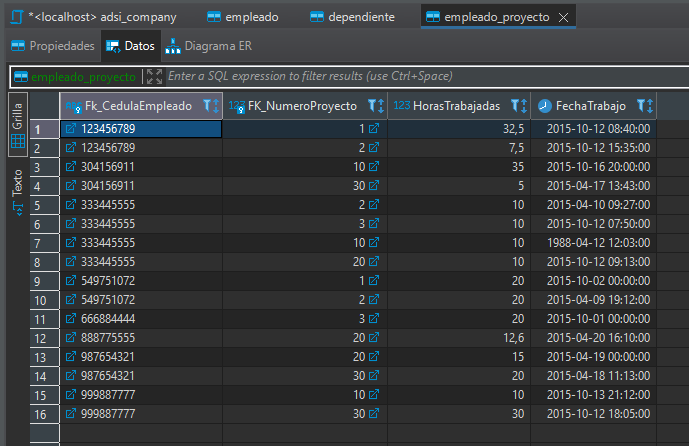 *<localhost> adsi_company empleado dependiente empleado_proyecto
Propiedades Datos Diagrama ER
empleado_proyecto Enter a SQL expression to filter results (use Ctrl+Space)
Grilla
Texto
Fk_CedulaEmpleado 123 FK_NumeroProyecto 123 HorasTrabajadas FechaTrabajo
1 123456789 1 32,5 2015-10-12 08:40:00
2 123456789 2 7,5 2015-10-12 15:35:00
3 304156911 10 35 2015-10-16 20:00:00
4 304156911 30 5 2015-04-17 13:43:00
5 333445555 2 10 2015-04-10 09:27:00
6 333445555 3 10 2015-10-12 07:50:00
7 333445555 10 10 1988-04-12 12:03:00
8 333445555 20 10 2015-10-12 09:13:00
9 549751072 1 20 2015-10-02 00:00:00
10 549751072 2 20 2015-04-09 19:12:00
11 666884444 3 20 2015-10-01 00:00:00
12 888775555 20 12,6 2015-04-20 16:10:00
13 987654321 20 15 2015-04-19 00:00:00
14 987654321 30 20 2015-04-18 11:13:00
15 999887777 10 10 2015-10-13 21:12:00
16 999887777 30 30 2015-10-12 18:05:00